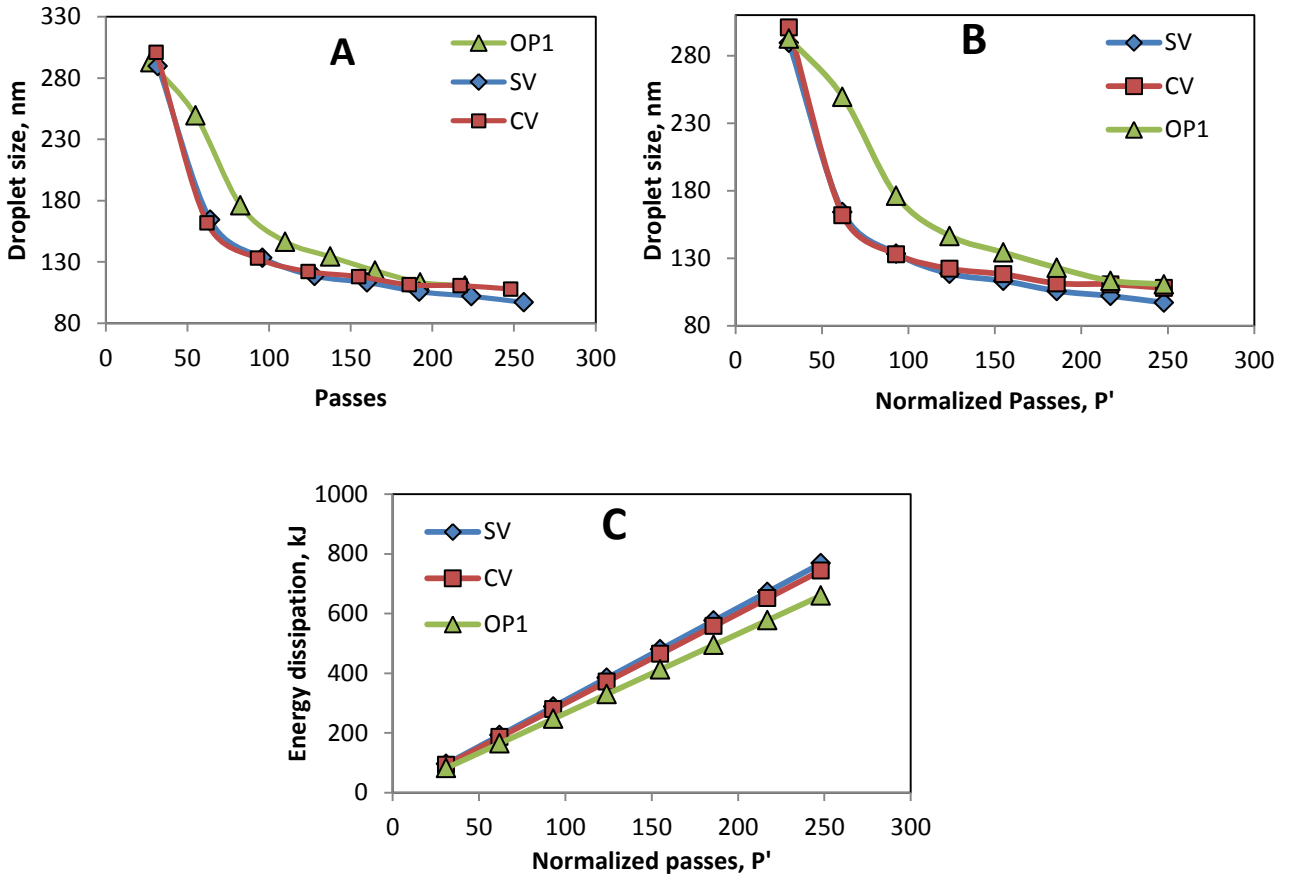 A
Droplet size, nm
330
280
230
180
130
80
0 50 100 150 200 250 300
Passes
OP1
SV
CV
B
Droplet size, nm
280
230
180
130
80
0 50 100 150 200 250 300
Normalized Passes, P'
SV
CV
OP1
C
Energy dissipation, kJ
1000
800
600
400
200
0
0 50 100 150 200 250 300
Normalized passes, P'
SV
CV
OP1